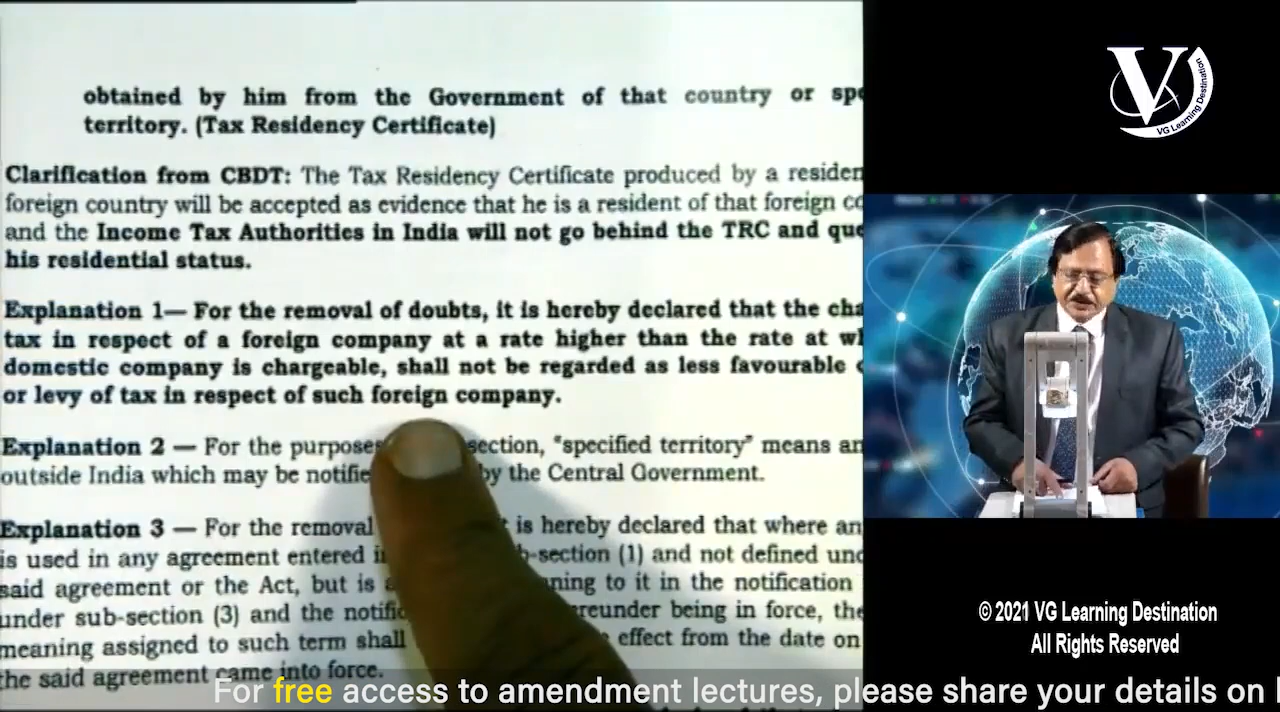 obtained by him from the Government of that country or spe
territory. (Tax Residency Certificate)
Clarification from CBDT: The Tax Residency Certificate produced by a residen
foreign country will be accepted as evidence that he is a resident of that foreign co
and the Income Tax Authorities in India will not go behind the TRC and que
his residential status.
Explanation 1— For the removal of doubts, it is hereby declared that the cha
tax in respect of a foreign company at a rate higher than the rate at wh
domestic company is chargeable, shall not be regarded as less favourable c
or levy of tax in respect of such foreign company.
Explanation 2 — For the purposes section, "specified territory" means an
outside India which may be notifie by the Central Government.
Explanation 3 — For the removal is hereby declared that where an
is used in any agreement entered b-section (1) and not defined und
said agreement or the Act, but is ning to it in the notification
under sub-section (3) and the notific reunder being in force, the
meaning assigned to such term shall effect from the date on
the said agreement came into force.
V
VG Learning Destination
© 2021 VG Learning Destination
All Rights Reserved
For free access to amendment lectures, please share your details on